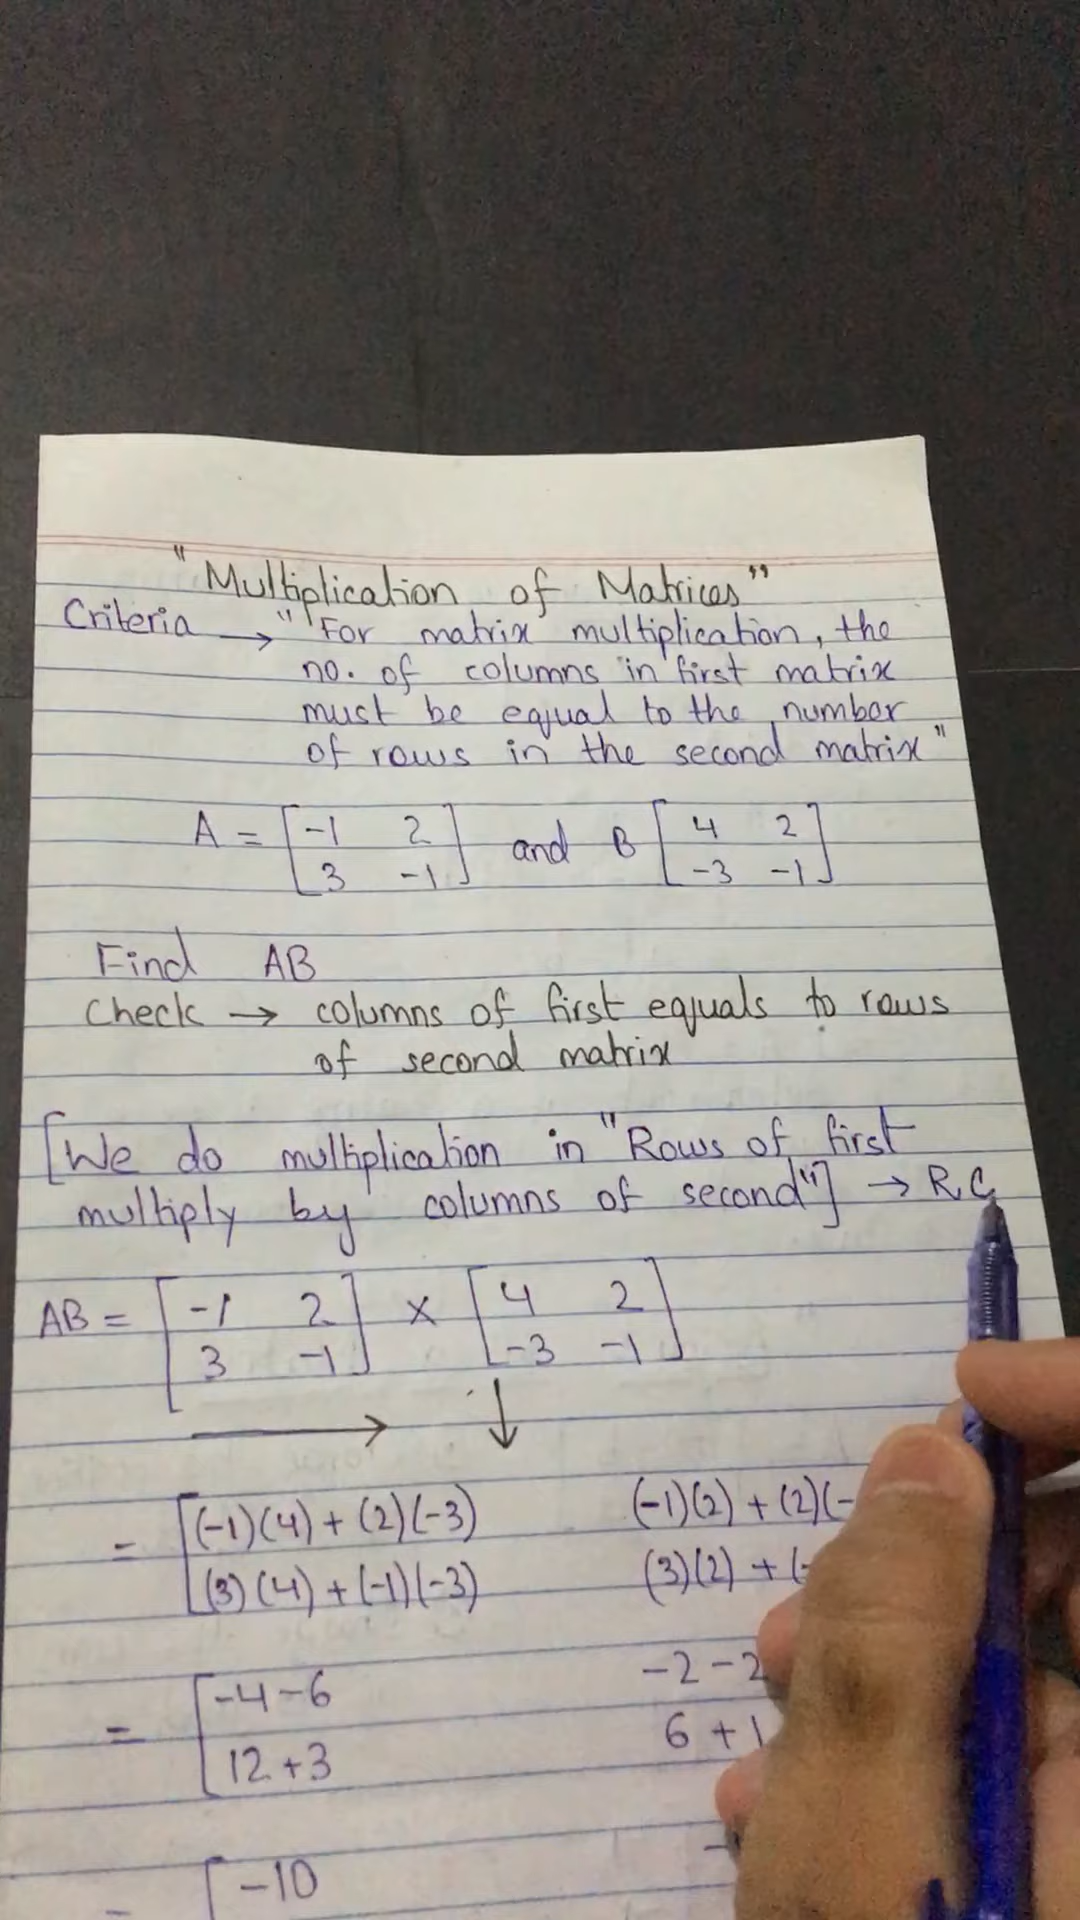 "Multiplication of Matrices"
Criteria → "For matrix multiplication, the
no. of columns in first matrix
must be equal to the number
of rows in the second matrix"
A = [-1 2] and B [4 2]
[3 -1] [-3 -1]
Find AB
Check → columns of first equals to rows
of second matrix
[We do multiplication in "Rows of first
multiply by columns of second"] → R.C
AB = [-1 2] × [4 2]
[3 -1] [-3 -1]
→ ↓
= [(-1)(4) + (2)(-3) (-1)(2) + (2)(-
[(3)(4) + (-1)(-3) (3)(2) + (-
= [-4-6 -2-2
[12+3 6+1
= [-10 -